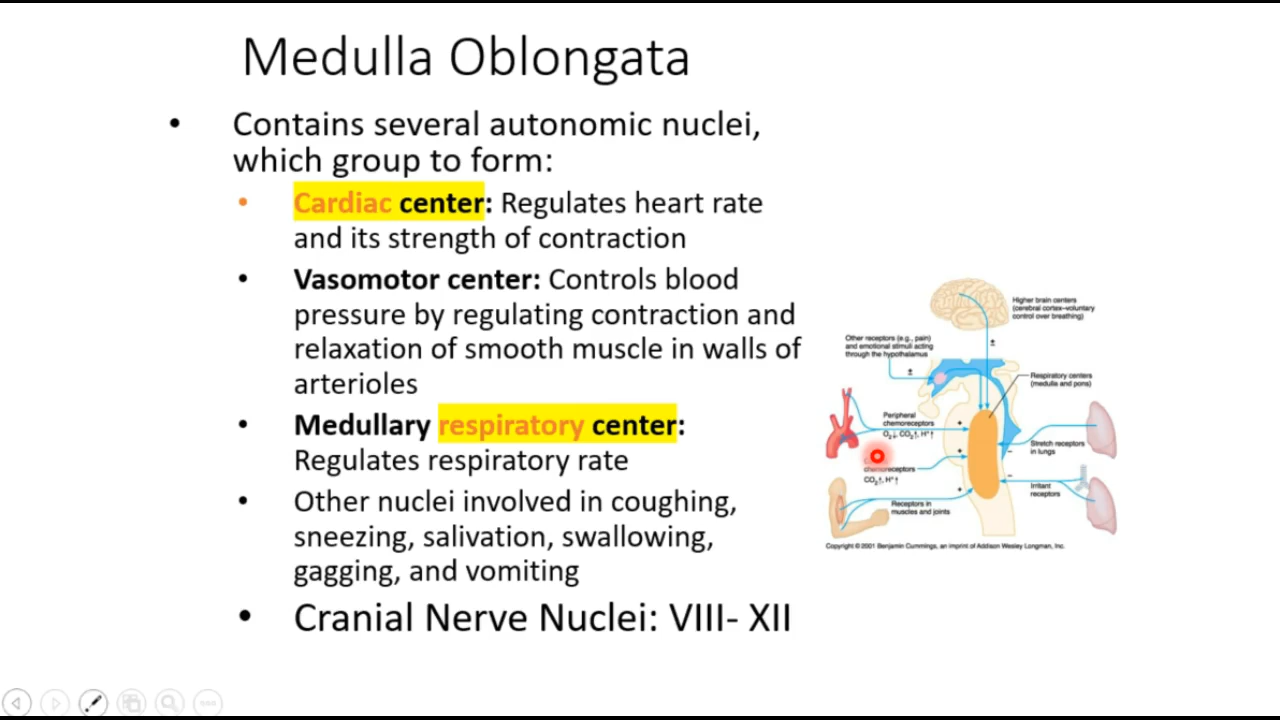 Medulla Oblongata
• Contains several autonomic nuclei,
which group to form:
• Cardiac center: Regulates heart rate
and its strength of contraction
• Vasomotor center: Controls blood
pressure by regulating contraction and
relaxation of smooth muscle in walls of
arterioles
• Medullary respiratory center:
Regulates respiratory rate
• Other nuclei involved in coughing,
sneezing, salivation, swallowing,
gagging, and vomiting
• Cranial Nerve Nuclei: VIII- XII
Higher brain centers
(cerebral cortex–voluntary
control over breathing)
±
Other receptors (e.g., pain)
and emotional stimuli acting
through the hypothalamus
±
Respiratory centers
(medulla and pons)
Peripheral
chemoreceptors
O₂↓, CO₂↑, H⁺↑
+
Stretch receptors
in lungs
–
+
chemoreceptors
CO₂↑, H⁺↑
–
Irritant
receptors
+
Receptors in
muscles and joints
Copyright © 2001 Benjamin Cummings, an imprint of Addison Wesley Longman, Inc.